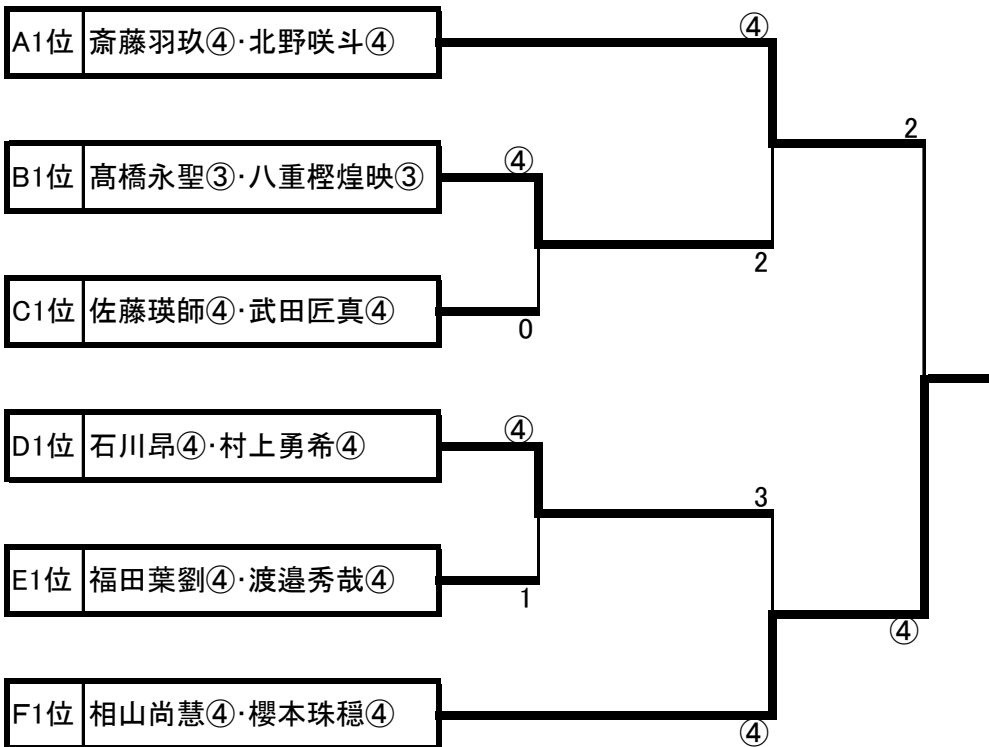 ④
A1位 斎藤羽玖④・北野咲斗④
2
④
B1位 髙橋永聖③・八重樫煌映③
2
C1位 佐藤瑛師④・武田匠真④
0
④
D1位 石川昂④・村上勇希④
3
E1位 福田葉劉④・渡邉秀哉④
1
④
F1位 相山尚慧④・櫻本珠穏④
④